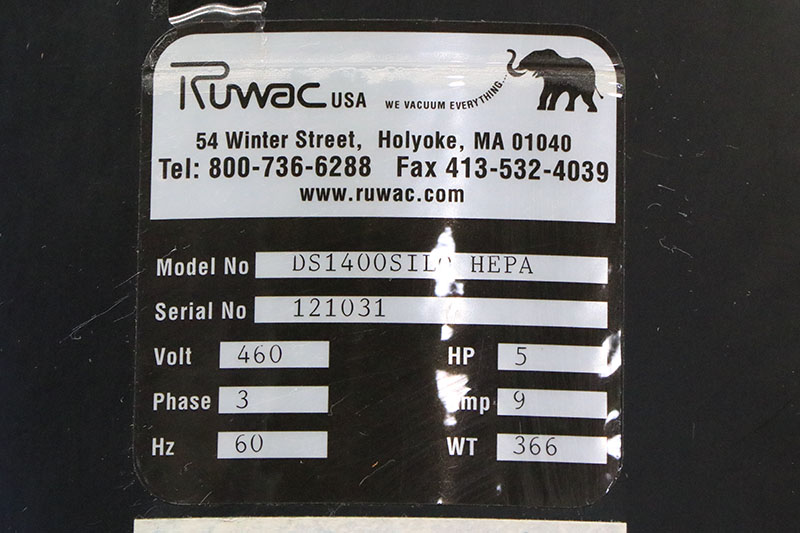 Ruwac USA WE VACUUM EVERYTHING...
54 Winter Street, Holyoke, MA 01040
Tel: 800-736-6288 Fax 413-532-4039
www.ruwac.com
Model No DS1400SILO HEPA
Serial No 121031
Volt 460 HP 5
Phase 3 Amp 9
Hz 60 WT 366